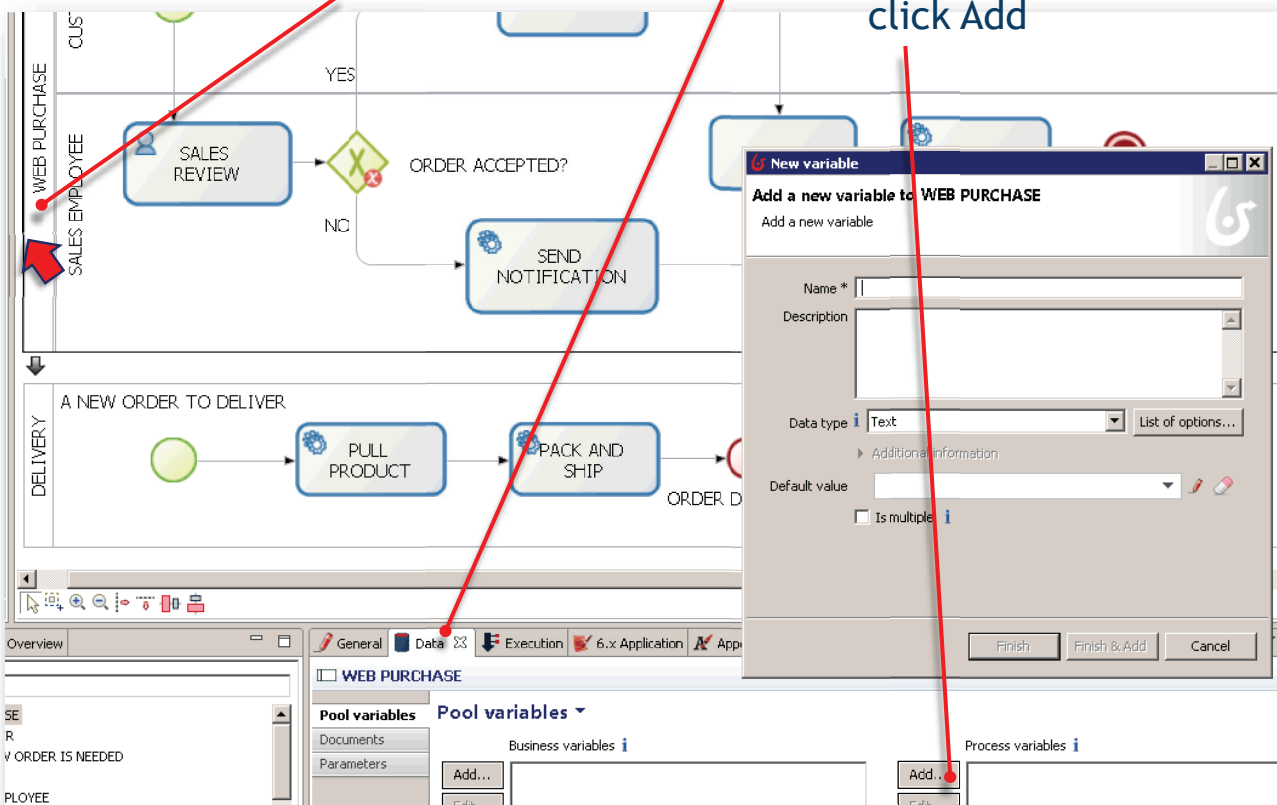 click Add
CUST
YES
WEB PURCHASE
SALES EMPLOYEE
SALES
REVIEW
ORDER ACCEPTED?
NO
SEND
NOTIFICATION
New variable
Add a new variable to WEB PURCHASE
Add a new variable
Name *
Description
Data type
Text
List of options...
Additional information
Default value
Is multiple
Finish
Finish & Add
Cancel
A NEW ORDER TO DELIVER
DELIVERY
PULL
PRODUCT
PACK AND
SHIP
ORDER D
Overview
General
Data
Execution
6.x Application
App
WEB PURCHASE
SE
R
W ORDER IS NEEDED
PLOYEE
Pool variables
Documents
Parameters
Pool variables
Business variables
Add...
Edit...
Process variables
Add...
Edit...